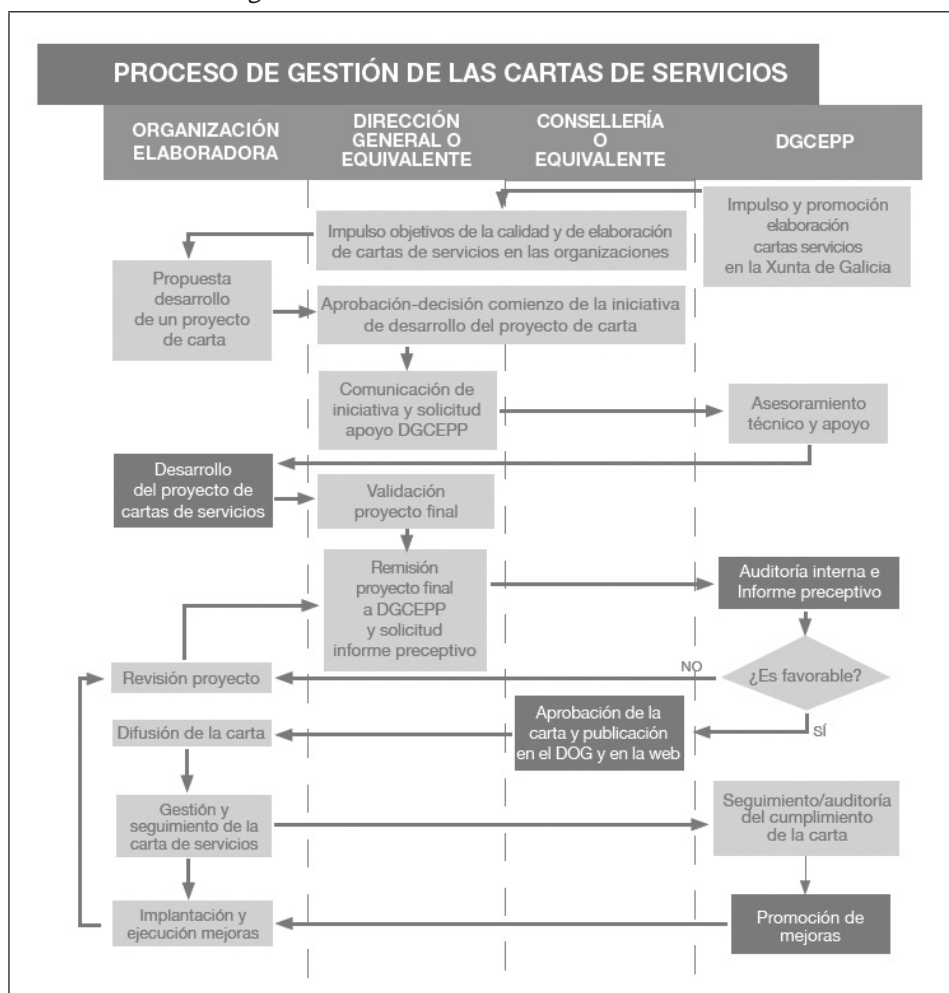 PROCESO DE GESTIÓN DE LAS CARTAS DE SERVICIOS
ORGANIZACIÓN
ELABORADORA
DIRECCIÓN
GENERAL O
EQUIVALENTE
CONSELLERÍA
O
EQUIVALENTE
DGCEPP
Impulso y promoción
elaboración
cartas servicios
en la Xunta de Galicia
Impulso objetivos de la calidad y de elaboración
de cartas de servicios en las organizaciones
Propuesta
desarrollo
de un proyecto
de carta
Aprobación-decisión comienzo de la iniciativa
de desarrollo del proyecto de carta
Comunicación de
iniciativa y solicitud
apoyo DGCEPP
Asesoramiento
técnico y apoyo
Desarrollo
del proyecto de
cartas de servicios
Validación
proyecto final
Remisión
proyecto final
a DGCEPP
y solicitud
informe preceptivo
Auditoría interna e
Informe preceptivo
¿Es favorable?
NO
Revisión proyecto
SÍ
Aprobación de la
carta y publicación
en el DOG y en la web
Difusión de la carta
Gestión y
seguimiento de la
carta de servicios
Seguimiento/auditoría
del cumplimiento
de la carta
Implantación y
ejecución mejoras
Promoción de
mejoras